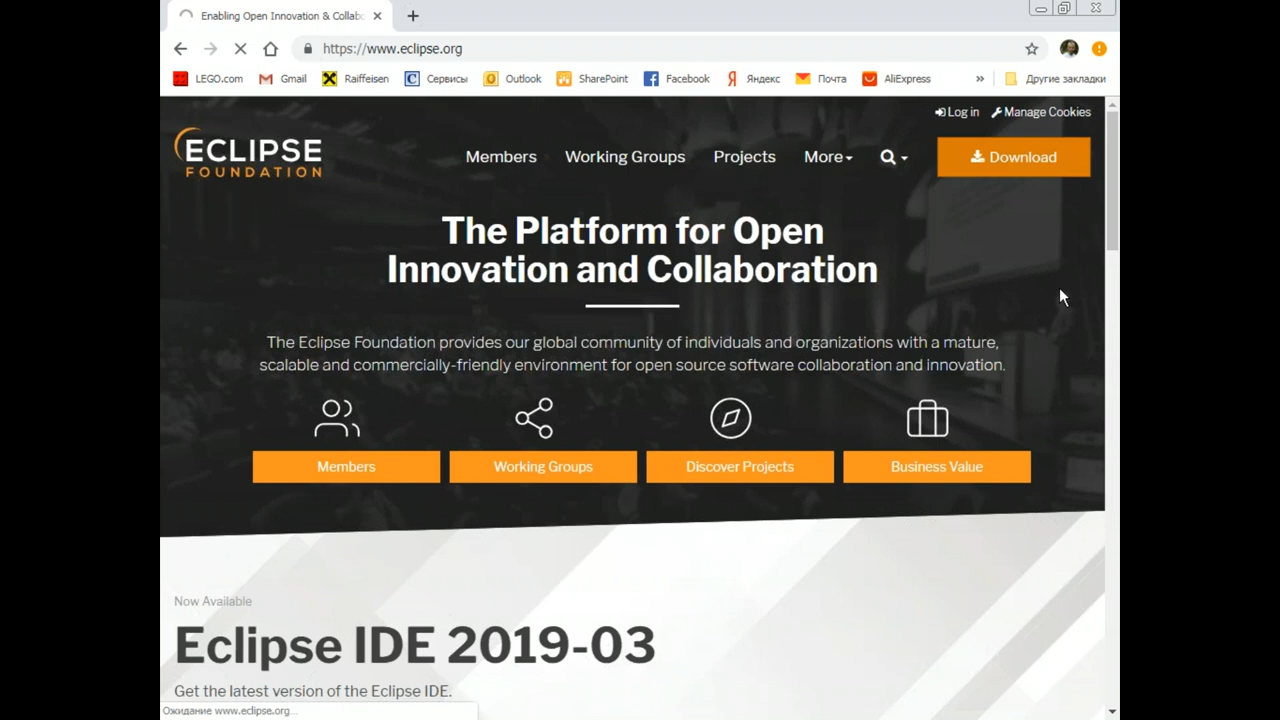 Enabling Open Innovation & Collabo
https://www.eclipse.org
LEGO.com Gmail Raiffeisen Сервисы Outlook SharePoint Facebook Яндекс Почта AliExpress » Другие закладки
Log in Manage Cookies
ECLIPSE
FOUNDATION
Members Working Groups Projects More Download
The Platform for Open
Innovation and Collaboration
The Eclipse Foundation provides our global community of individuals and organizations with a mature,
scalable and commercially-friendly environment for open source software collaboration and innovation.
Members Working Groups Discover Projects Business Value
Now Available
Eclipse IDE 2019-03
Get the latest version of the Eclipse IDE.
Ожидание www.eclipse.org...